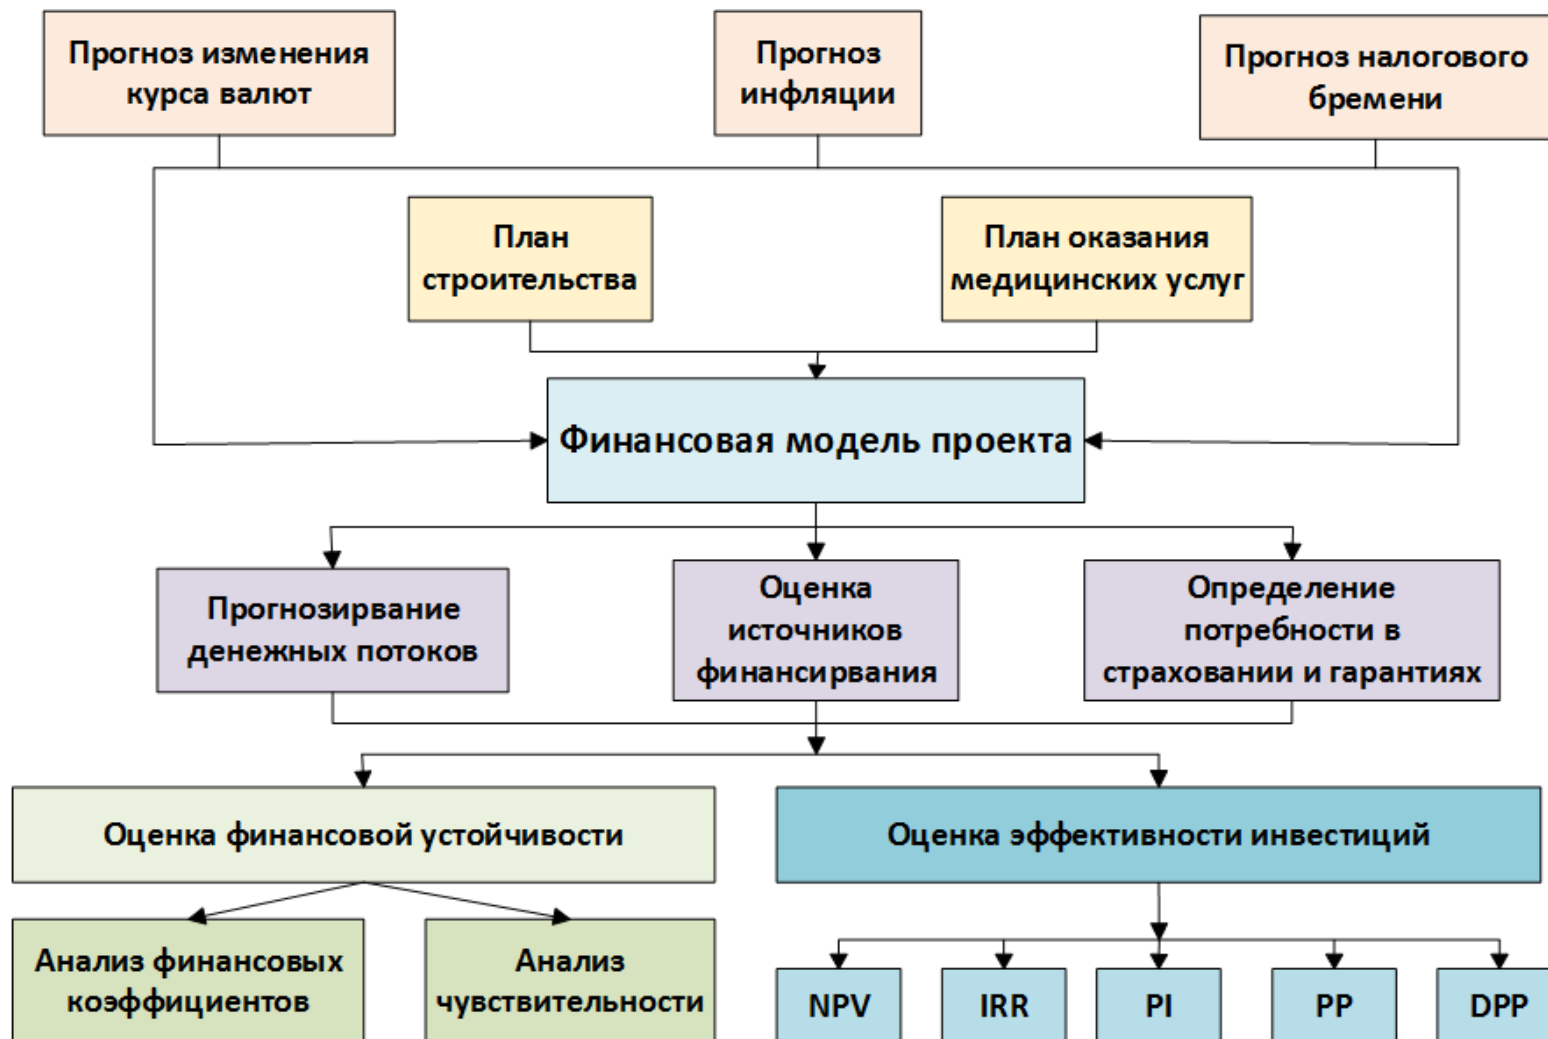 Прогноз изменения
курса валют
Прогноз
инфляции
Прогноз налогового
бремени
План
строительства
План оказания
медицинских услуг
Финансовая модель проекта
Прогнозирвание
денежных потоков
Оценка
источников
финансирвания
Определение
потребности в
страховании и гарантиях
Оценка финансовой устойчивости
Оценка эффективности инвестиций
Анализ финансовых
коэффициентов
Анализ
чувствительности
NPV
IRR
PI
PP
DPP